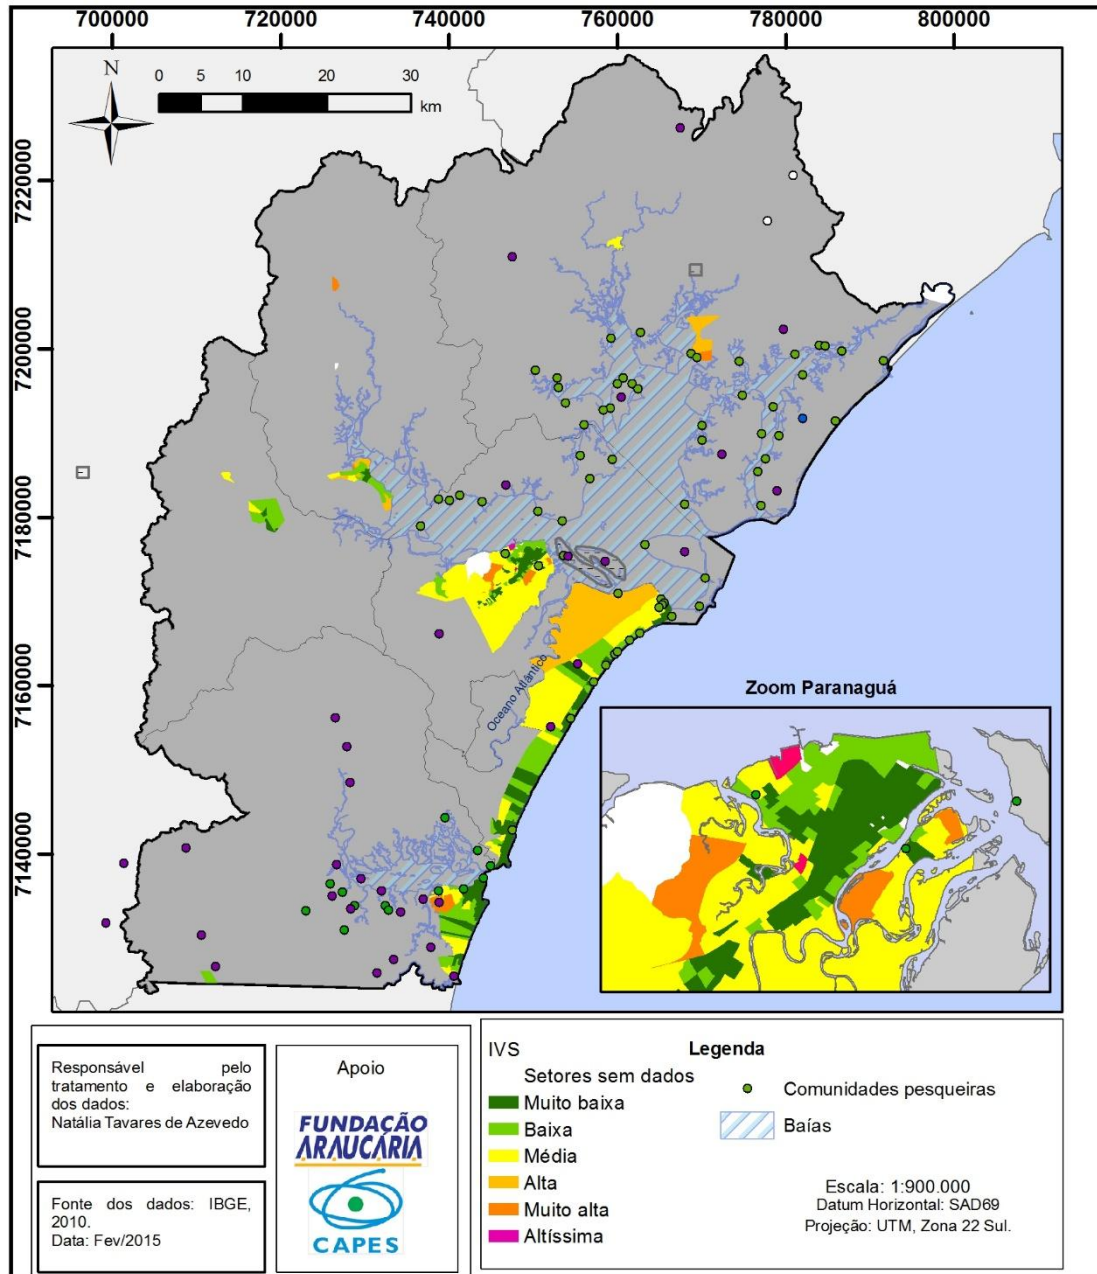 700000 720000 740000 760000 780000 800000
N
0 5 10 20 30
km
7220000
7200000
7180000
7160000
7140000
Oceano Atlântico
Zoom Paranaguá
Responsável pelo
tratamento e elaboração
dos dados:
Natália Tavares de Azevedo
Fonte dos dados: IBGE,
2010.
Data: Fev/2015
Apoio
FUNDAÇÃO
ARAUCÁRIA
CAPES
IVS
Legenda
Setores sem dados
Muito baixa
Baixa
Média
Alta
Muito alta
Altíssima
Comunidades pesqueiras
Baías
Escala: 1:900.000
Datum Horizontal: SAD69
Projeção: UTM, Zona 22 Sul.